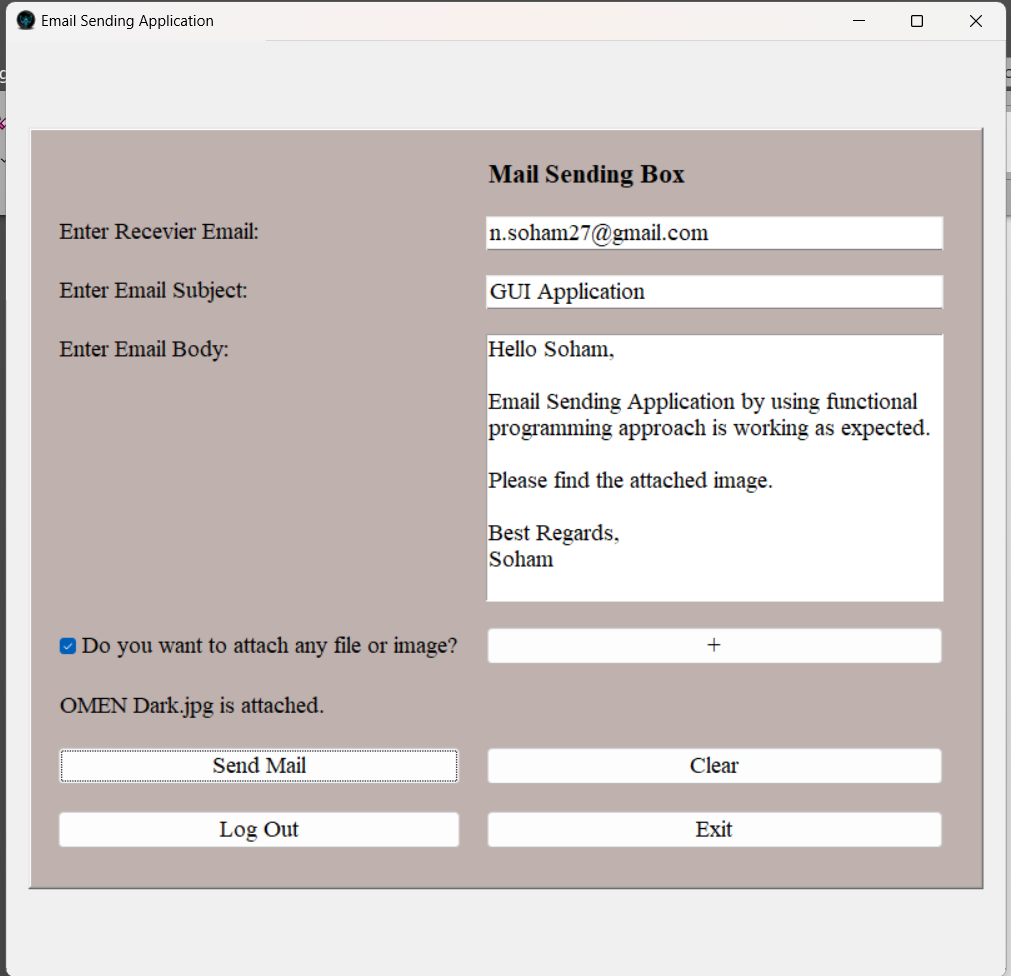 Email Sending Application
Mail Sending Box
Enter Recevier Email:
n.soham27@gmail.com
Enter Email Subject:
GUI Application
Enter Email Body:
Hello Soham,
Email Sending Application by using functional
programming approach is working as expected.
Please find the attached image.
Best Regards,
Soham
Do you want to attach any file or image?
+
OMEN Dark.jpg is attached.
Send Mail
Clear
Log Out
Exit